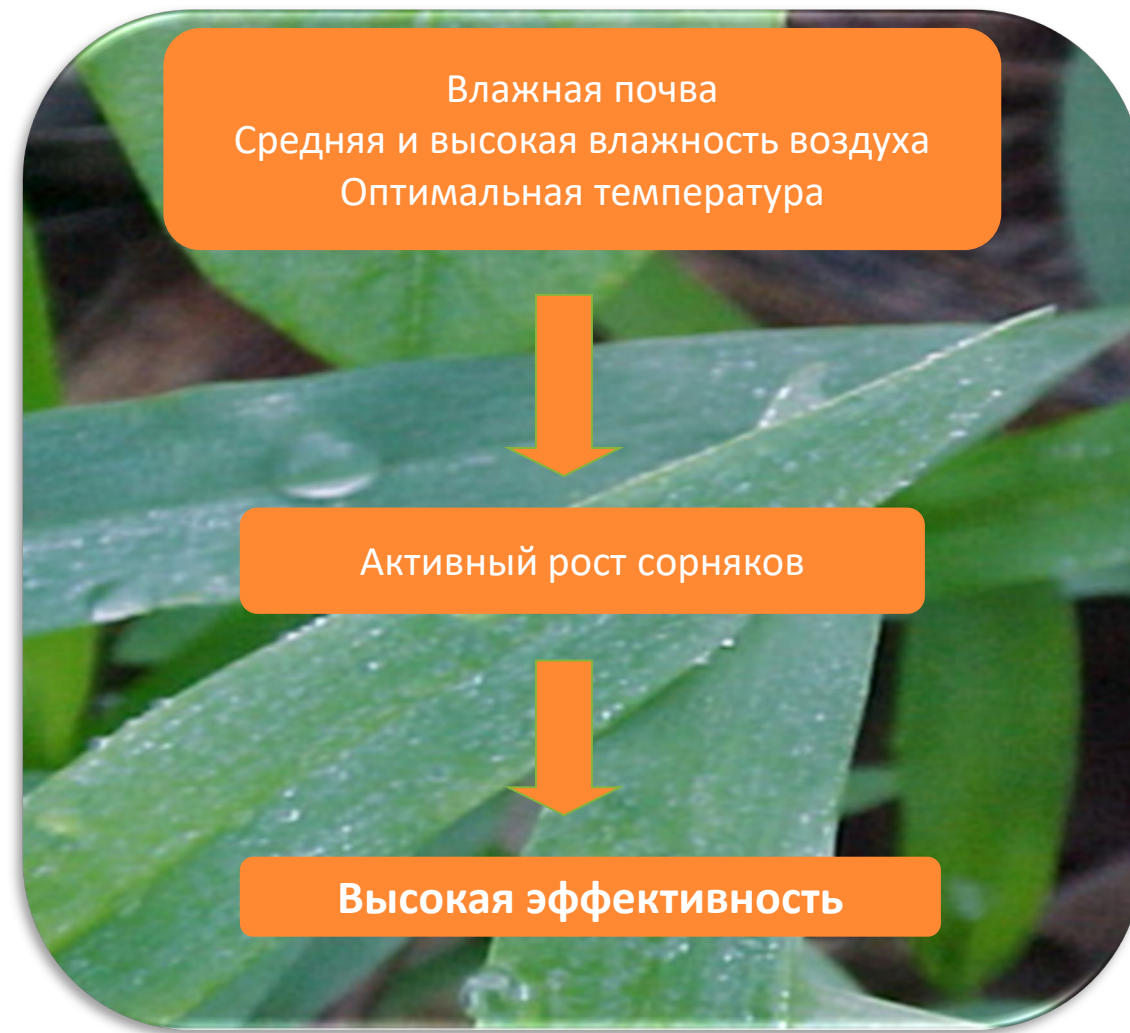 Влажная почва
Средняя и высокая влажность воздуха
Оптимальная температура
Активный рост сорняков
Высокая эффективность